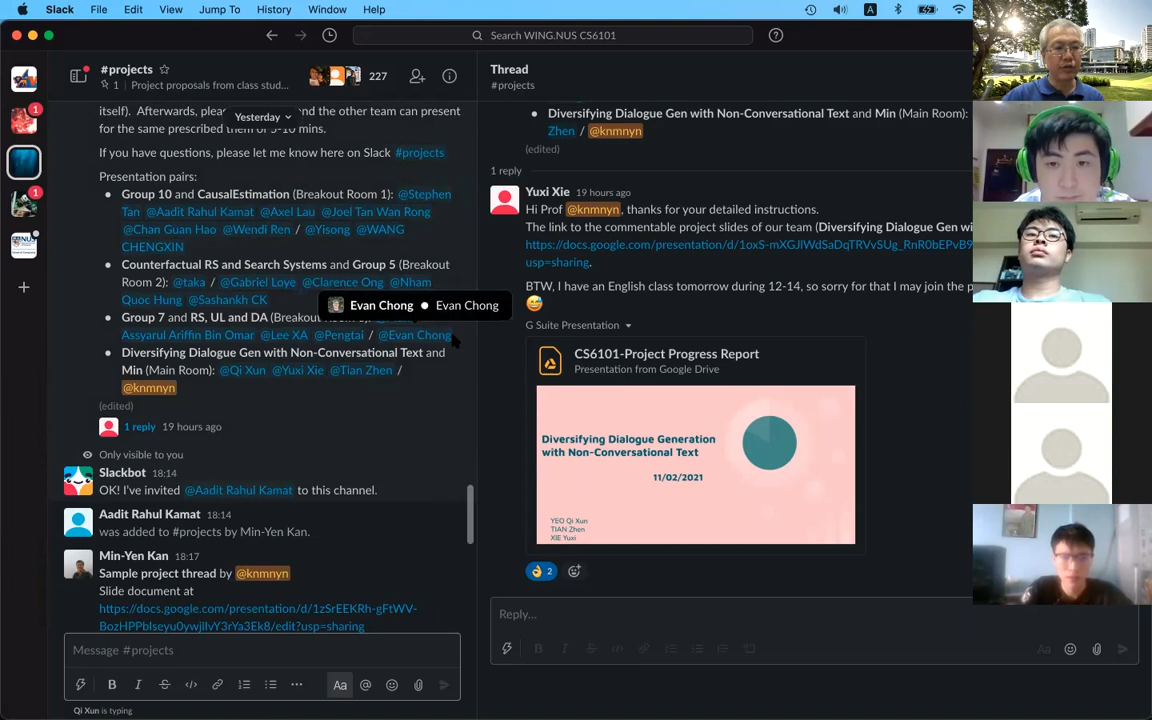 Slack File Edit View Jump To History Window Help
A
Search WING.NUS CS6101
#projects
1 Project proposals from class stud...
227
Thread
#projects
1
1
itself). Afterwards,
and the other team can present
Yesterday
for the same prescribed
mins.
If you have questions, please let me know here on Slack #projects
Presentation pairs:
Group 10 and CausalEstimation (Breakout Room 1): @Stephen
Tan @Aadit Rahul Kamat @Axel Lau @Joel Tan Wan Rong
@Chan Guan Hao @Wendi Ren / @Yisong @WANG
CHENGXIN
Counterfactual RS and Search Systems and Group 5 (Breakout
Room 2): @taka / @Gabriel Loye @Clarence Ong @Nham
Quoc Hung @Sashankh CK
Evan Chong Evan Chong
Group 7 and RS, UL and DA (Breakout
Assyarul Ariffin Bin Omar @Lee XA @Pengtai / @Evan Chong
Diversifying Dialogue Gen with Non-Conversational Text and
Min (Main Room): @Qi Xun @Yuxi Xie @Tian Zhen /
@knmnyn
(edited)
1 reply 19 hours ago
Only visible to you
Slackbot 18:14
OK! I've invited @Aadit Rahul Kamat to this channel.
Aadit Rahul Kamat 18:14
was added to #projects by Min-Yen Kan.
Min-Yen Kan 18:17
Sample project thread by @knmnyn
Slide document at
https://docs.google.com/presentation/d/1zSrEEKRh-gFtWV-
BozHPPbIseyu0ywjiIvY3rYa3Ek8/edit?usp=sharing
Message #projects
Aa
Qi Xun is typing
Diversifying Dialogue Gen with Non-Conversational Text and Min (Main Room):
Zhen / @knmnyn
(edited)
1 reply
Yuxi Xie 19 hours ago
Hi Prof @knmnyn, thanks for your detailed instructions.
The link to the commentable project slides of our team (Diversifying Dialogue Gen wi
https://docs.google.com/presentation/d/1oxS-mXGJlWdSaDqTRVvSUg_RnR0bEPvB9
usp=sharing.
BTW, I have an English class tomorrow during 12-14, so sorry for that I may join the p
G Suite Presentation
CS6101-Project Progress Report
Presentation from Google Drive
Diversifying Dialogue Generation
with Non-Conversational Text
11/02/2021
YEO Qi Xun
TIAN Zhen
XIE Yuxi
2
Reply...
Aa